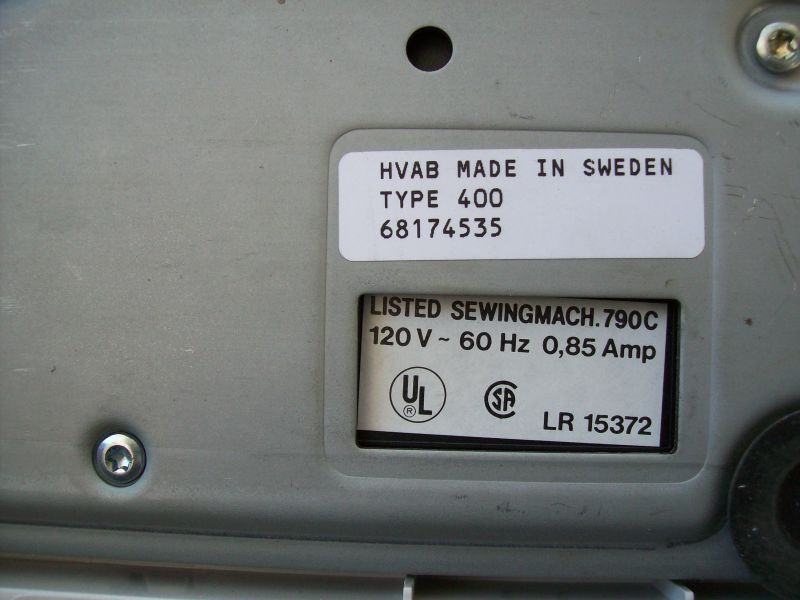 HVAB MADE IN SWEDEN
TYPE 400
68174535
LISTED SEWINGMACH.790C
120 V ~ 60 Hz 0,85 Amp
UL
®
SA
LR 15372